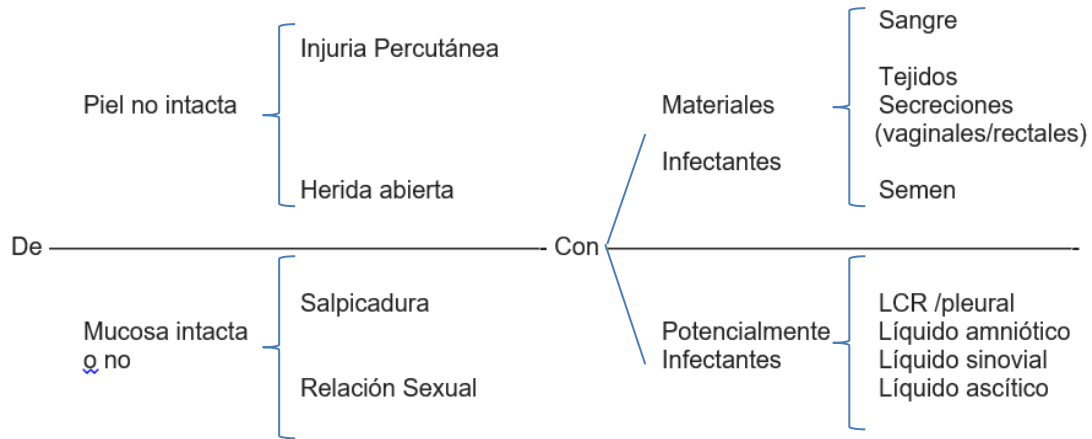 Sangre
Injuria Percutánea
Tejidos
Piel no intacta
Materiales
Secreciones
(vaginales/rectales)
Infectantes
Herida abierta
Semen
De - Con -
Salpicadura
LCR /pleural
Mucosa intacta
Potencialmente
Líquido amniótico
o no
Infectantes
Líquido sinovial
Relación Sexual
Líquido ascítico